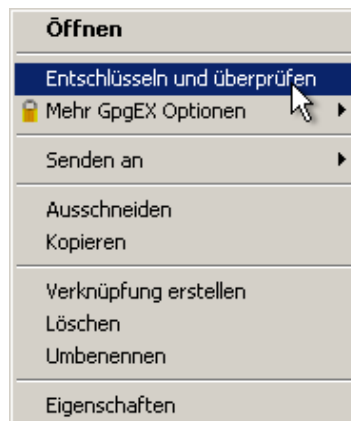 Öffnen
Entschlüsseln und überprüfen
Mehr GpgEX Optionen
Senden an
Ausschneiden
Kopieren
Verknüpfung erstellen
Löschen
Umbenennen
Eigenschaften